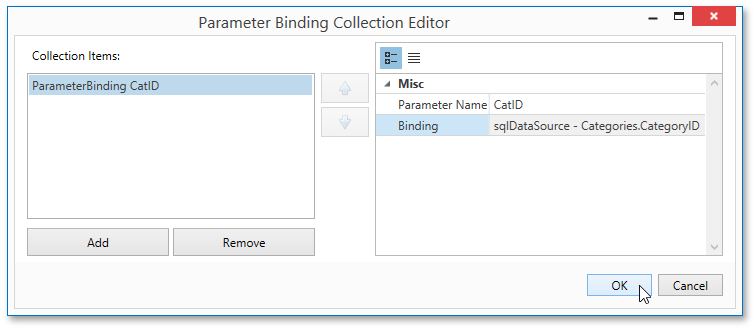 Parameter Binding Collection Editor
Collection Items:
ParameterBinding CatID
Add
Remove
Misc
Parameter Name CatID
Binding sqlDataSource - Categories.CategoryID
OK
Cancel